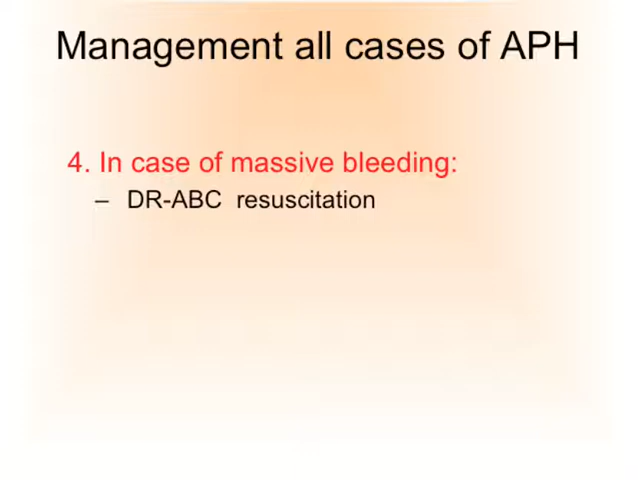 Management all cases of APH
4. In case of massive bleeding:
– DR-ABC resuscitation